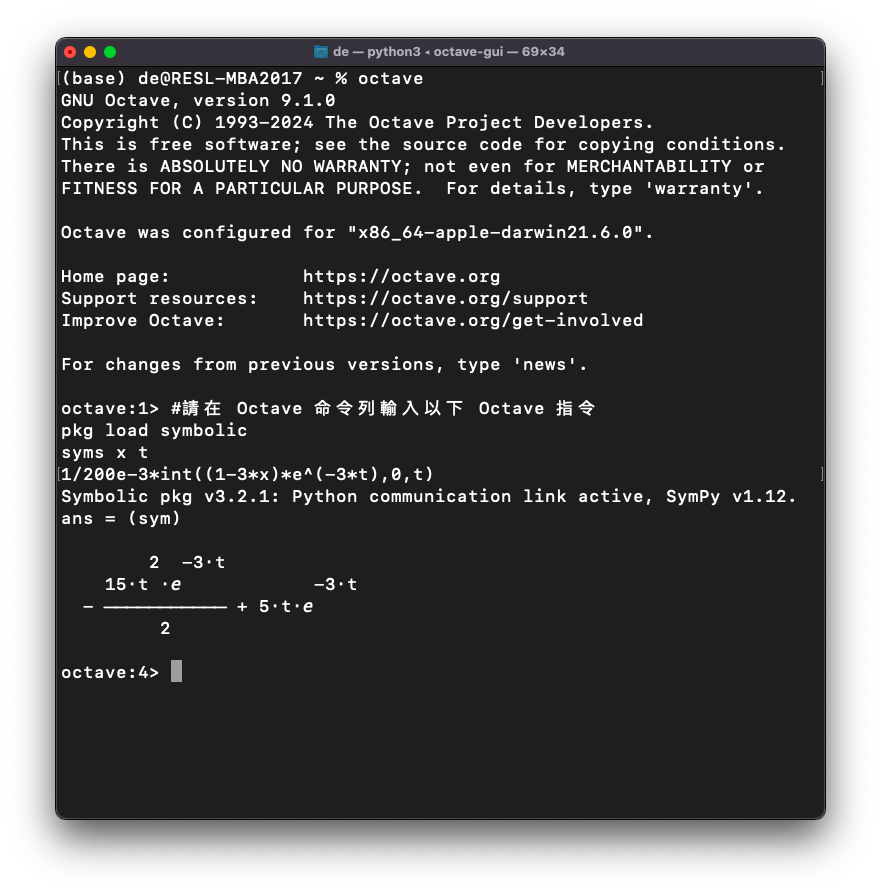 de — python3 ◂ octave-gui — 69×34
(base) de@RESL-MBA2017 ~ % octave
GNU Octave, version 9.1.0
Copyright (C) 1993-2024 The Octave Project Developers.
This is free software; see the source code for copying conditions.
There is ABSOLUTELY NO WARRANTY; not even for MERCHANTABILITY or
FITNESS FOR A PARTICULAR PURPOSE.  For details, type 'warranty'.
Octave was configured for "x86_64-apple-darwin21.6.0".
Home page:            https://octave.org
Support resources:    https://octave.org/support
Improve Octave:       https://octave.org/get-involved
For changes from previous versions, type 'news'.
octave:1> #請在 Octave 命令列輸入以下 Octave 指令
pkg load symbolic
syms x t
1/200e-3*int((1-3*x)*e^(-3*t),0,t)
Symbolic pkg v3.2.1: Python communication link active, SymPy v1.12.
ans = (sym)
        2  -3⋅t
    15⋅t ⋅ℯ            -3⋅t
  - ─────────── + 5⋅t⋅ℯ
         2
octave:4>